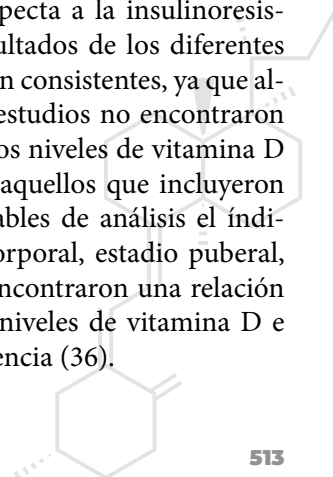 pecta a la insulinoresis-
ultados de los diferentes
n consistentes, ya que al-
estudios no encontraron
os niveles de vitamina D
aquellos que incluyeron
ables de análisis el índi-
orporal, estadio puberal,
ncontraron una relación
niveles de vitamina D e
encia (36).
513